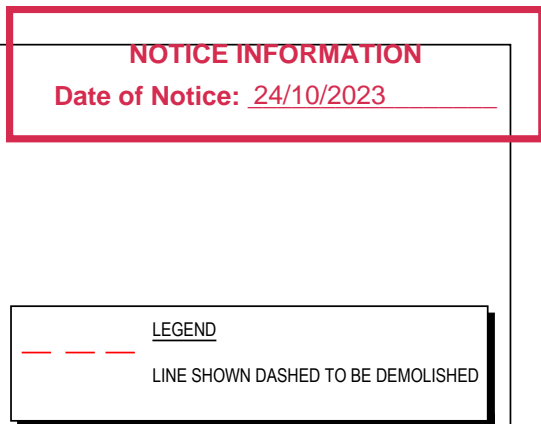 NOTICE INFORMATION
Date of Notice: 24/10/2023
LEGEND
LINE SHOWN DASHED TO BE DEMOLISHED